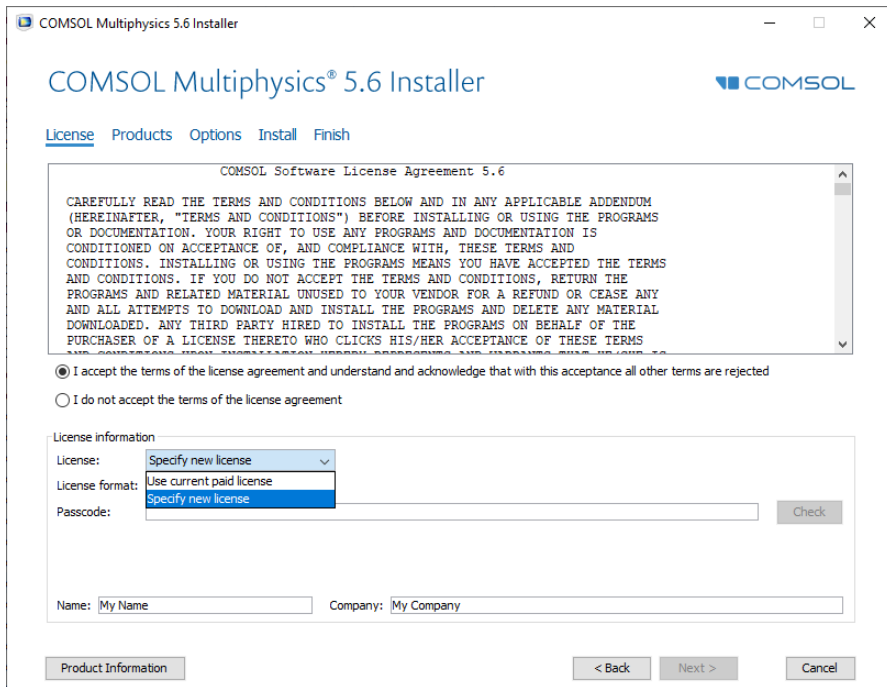 COMSOL Multiphysics 5.6 Installer
COMSOL Multiphysics® 5.6 Installer
COMSOL
License Products Options Install Finish
COMSOL Software License Agreement 5.6
CAREFULLY READ THE TERMS AND CONDITIONS BELOW AND IN ANY APPLICABLE ADDENDUM
(HEREINAFTER, "TERMS AND CONDITIONS") BEFORE INSTALLING OR USING THE PROGRAMS
OR DOCUMENTATION. YOUR RIGHT TO USE ANY PROGRAMS AND DOCUMENTATION IS
CONDITIONED ON ACCEPTANCE OF, AND COMPLIANCE WITH, THESE TERMS AND
CONDITIONS. INSTALLING OR USING THE PROGRAMS MEANS YOU HAVE ACCEPTED THE TERMS
AND CONDITIONS. IF YOU DO NOT ACCEPT THE TERMS AND CONDITIONS, RETURN THE
PROGRAMS AND RELATED MATERIAL UNUSED TO YOUR VENDOR FOR A REFUND OR CEASE ANY
AND ALL ATTEMPTS TO DOWNLOAD AND INSTALL THE PROGRAMS AND DELETE ANY MATERIAL
DOWNLOADED. ANY THIRD PARTY HIRED TO INSTALL THE PROGRAMS ON BEHALF OF THE
PURCHASER OF A LICENSE THERETO WHO CLICKS HIS/HER ACCEPTANCE OF THESE TERMS
I accept the terms of the license agreement and understand and acknowledge that with this acceptance all other terms are rejected
I do not accept the terms of the license agreement
License information
License: Specify new license
Use current paid license
License format: Specify new license
Passcode: Check
Name: My Name Company: My Company
Product Information < Back Next > Cancel